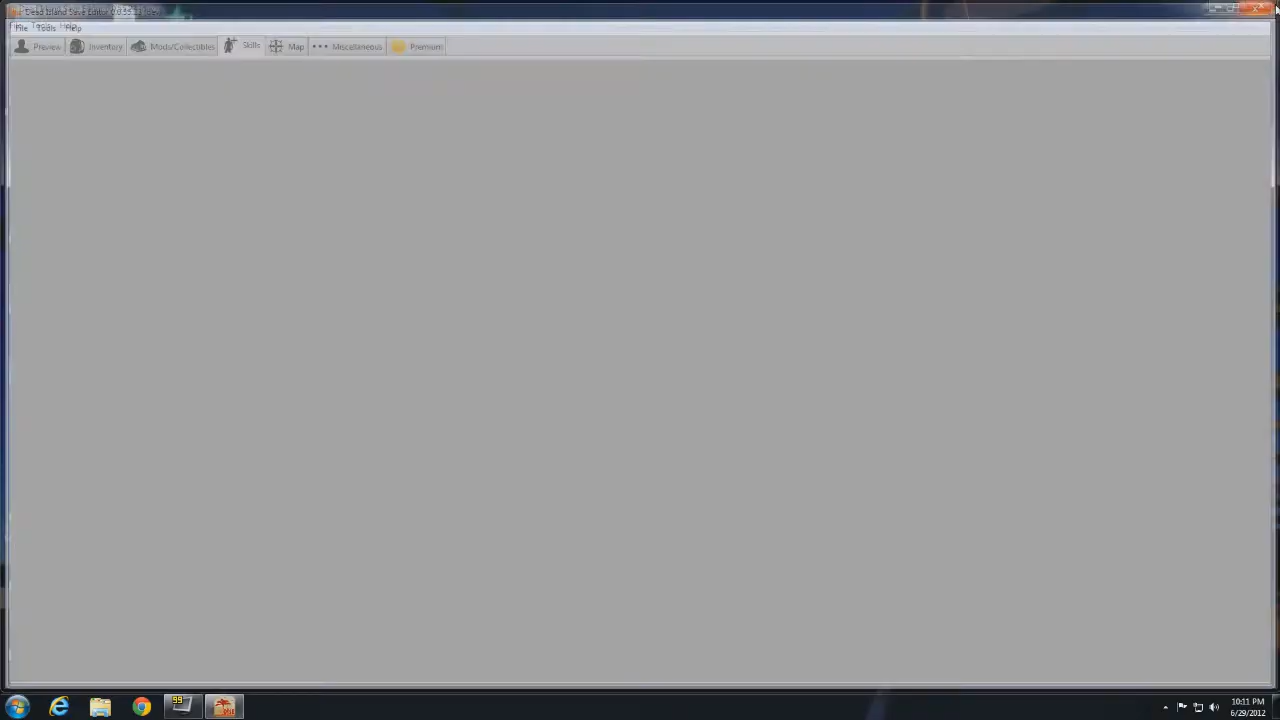 Dead Island Save Editor
File Tools Help
Preview Inventory Mods/Collectibles Skills Map Miscellaneous Premium
99
10:11 PM
6/29/2012